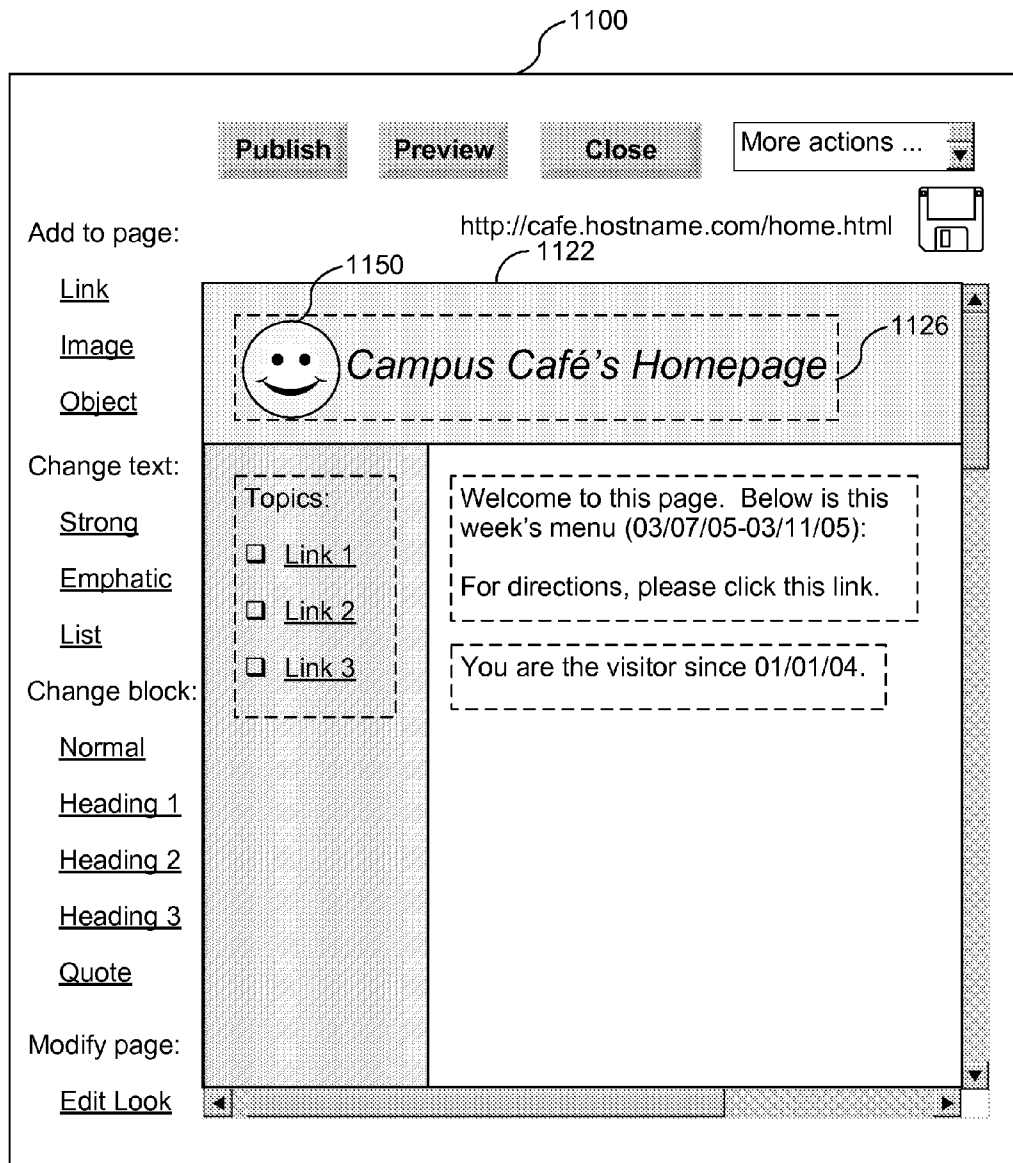 1100
Publish Preview Close More actions ...
http://cafe.hostname.com/home.html
Add to page:
Link
Image
Object
Change text:
Strong
Emphatic
List
Change block:
Normal
Heading 1
Heading 2
Heading 3
Quote
Modify page:
Edit Look
1150
1122
1126
Campus Café's Homepage
Topics:
Link 1
Link 2
Link 3
Welcome to this page. Below is this
week's menu (03/07/05-03/11/05):
For directions, please click this link.
You are the visitor since 01/01/04.